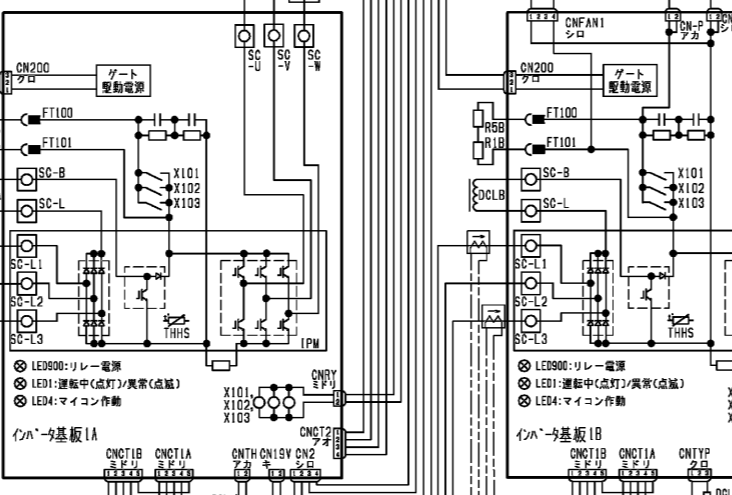 CNFAN1
シロ
CN-P
アカ
SC
-U
SC
-V
SC
-W
CN200
クロ
ゲート
駆動電源
FT100
FT101
SC-B
SC-L
X101
X102
X103
SC-L1
SC-L2
SC-L3
THHS
IPM
LED900:リレー電源
LED1:運転中(点灯)/異常(点滅)
LED4:マイコン作動
X101,
X102,
X103
CNRY
ミドリ
CNCT2
アオ
インバータ基板1A
CNCT1B
ミドリ
CNCT1A
ミドリ
CNTH
アカ
CN19V
キ
CN2
シロ
CN200
クロ
ゲート
駆動電源
FT100
FT101
R5B
R1B
SC-B
SC-L
DCLB
X101
X102
X103
SC-L1
SC-L2
SC-L3
THHS
LED900:リレー電源
LED1:運転中(点灯)/異常(点滅)
LED4:マイコン作動
インバータ基板1B
CNCT1B
ミドリ
CNCT1A
ミドリ
CNTYP
クロ